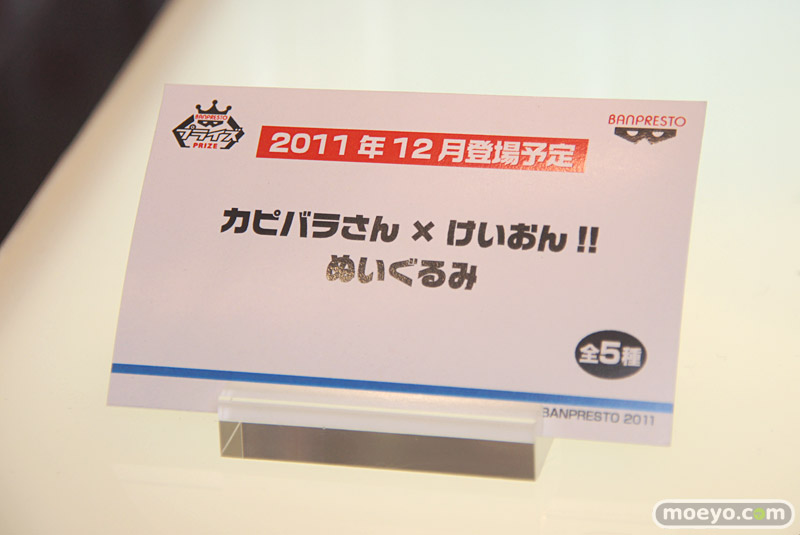 BANPRESTO
プライズ
PRIZE
BANPRESTO
2011年12月登場予定
カピバラさん × けいおん!!
ぬいぐるみ
全5種
BANPRESTO 2011
moeyo.com